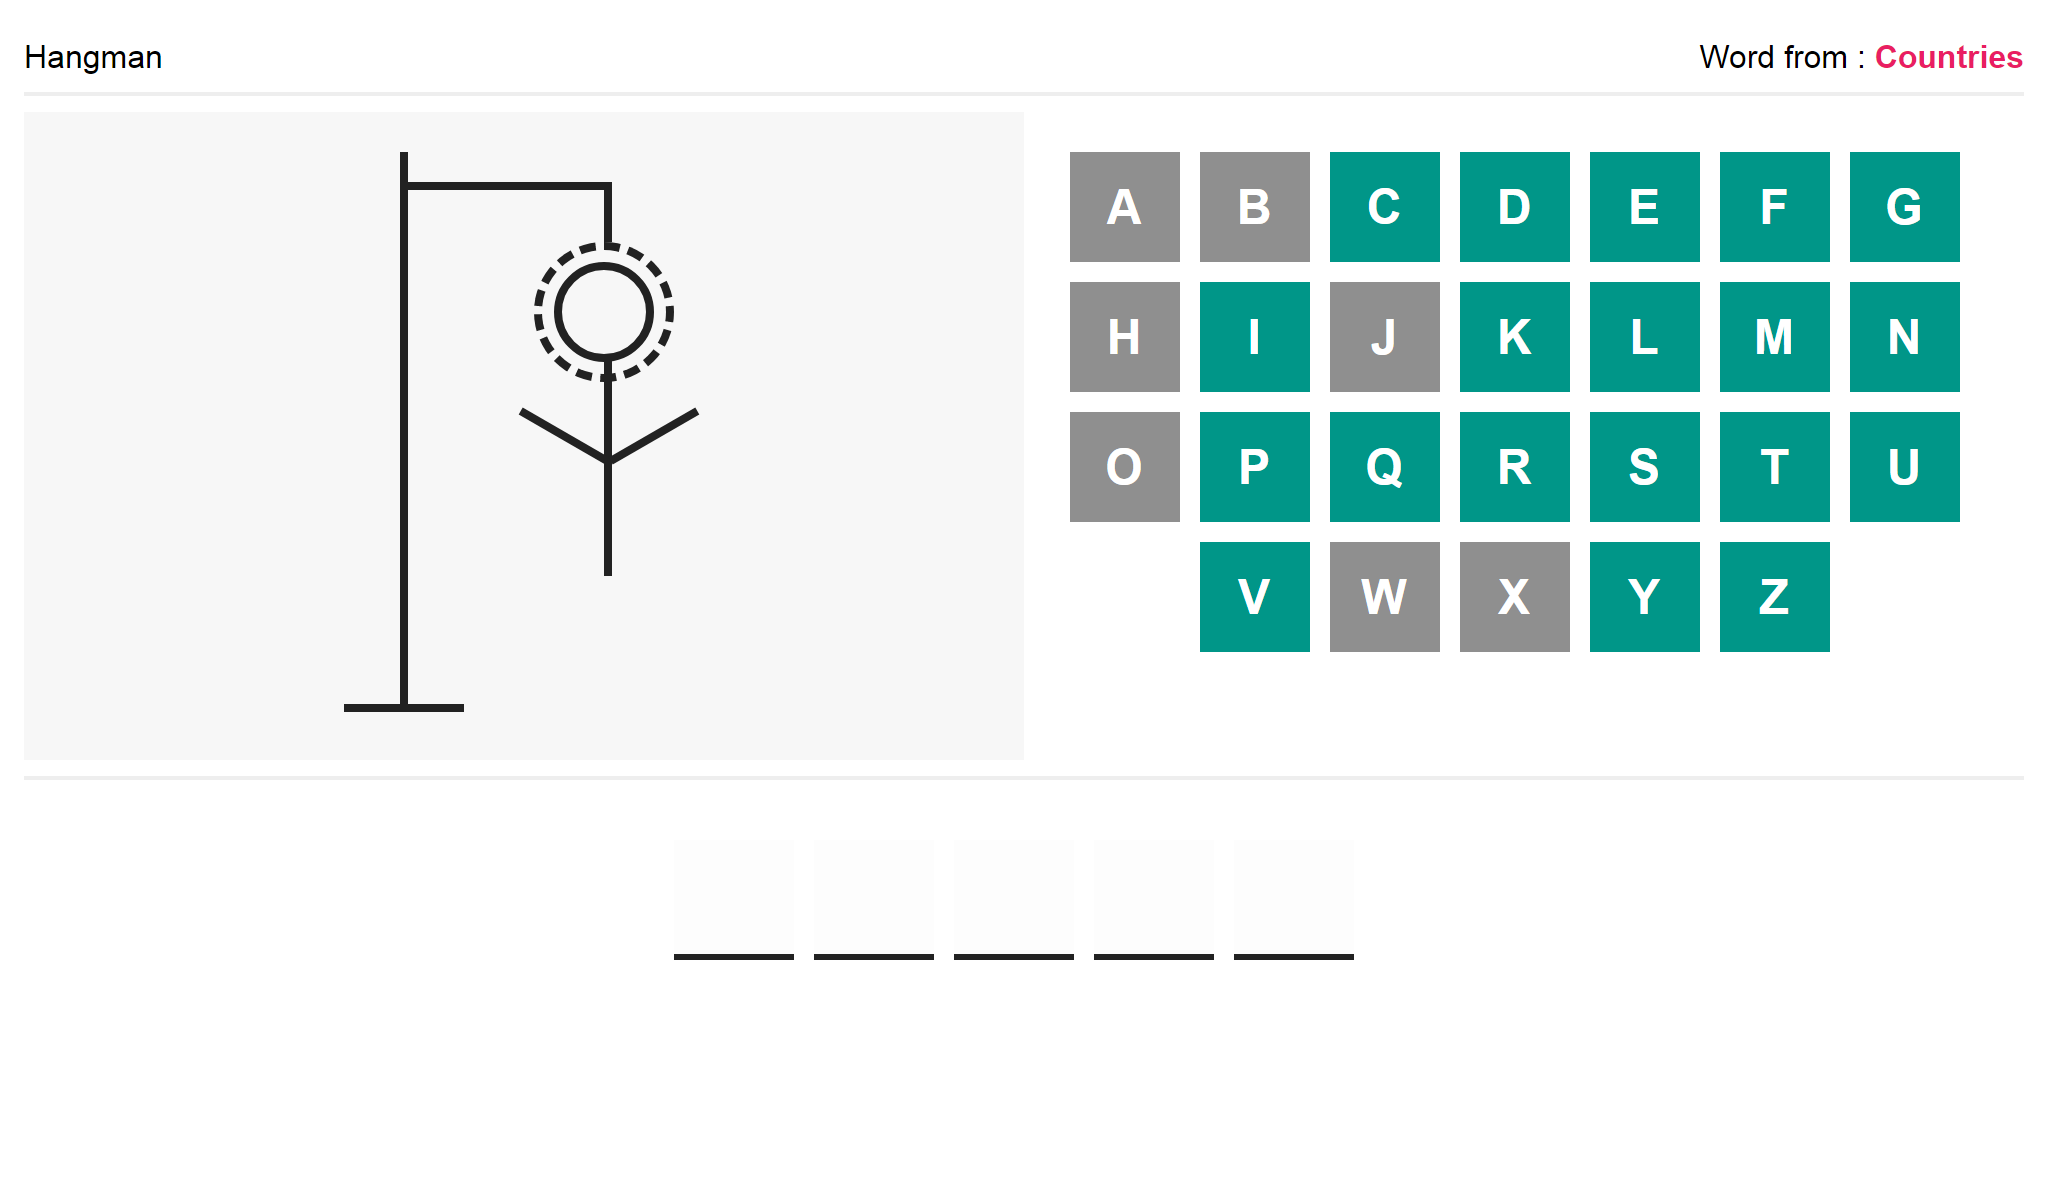 Hangman
Word from : Countries
A B C D E F G
H I J K L M N
O P Q R S T U
V W X Y Z